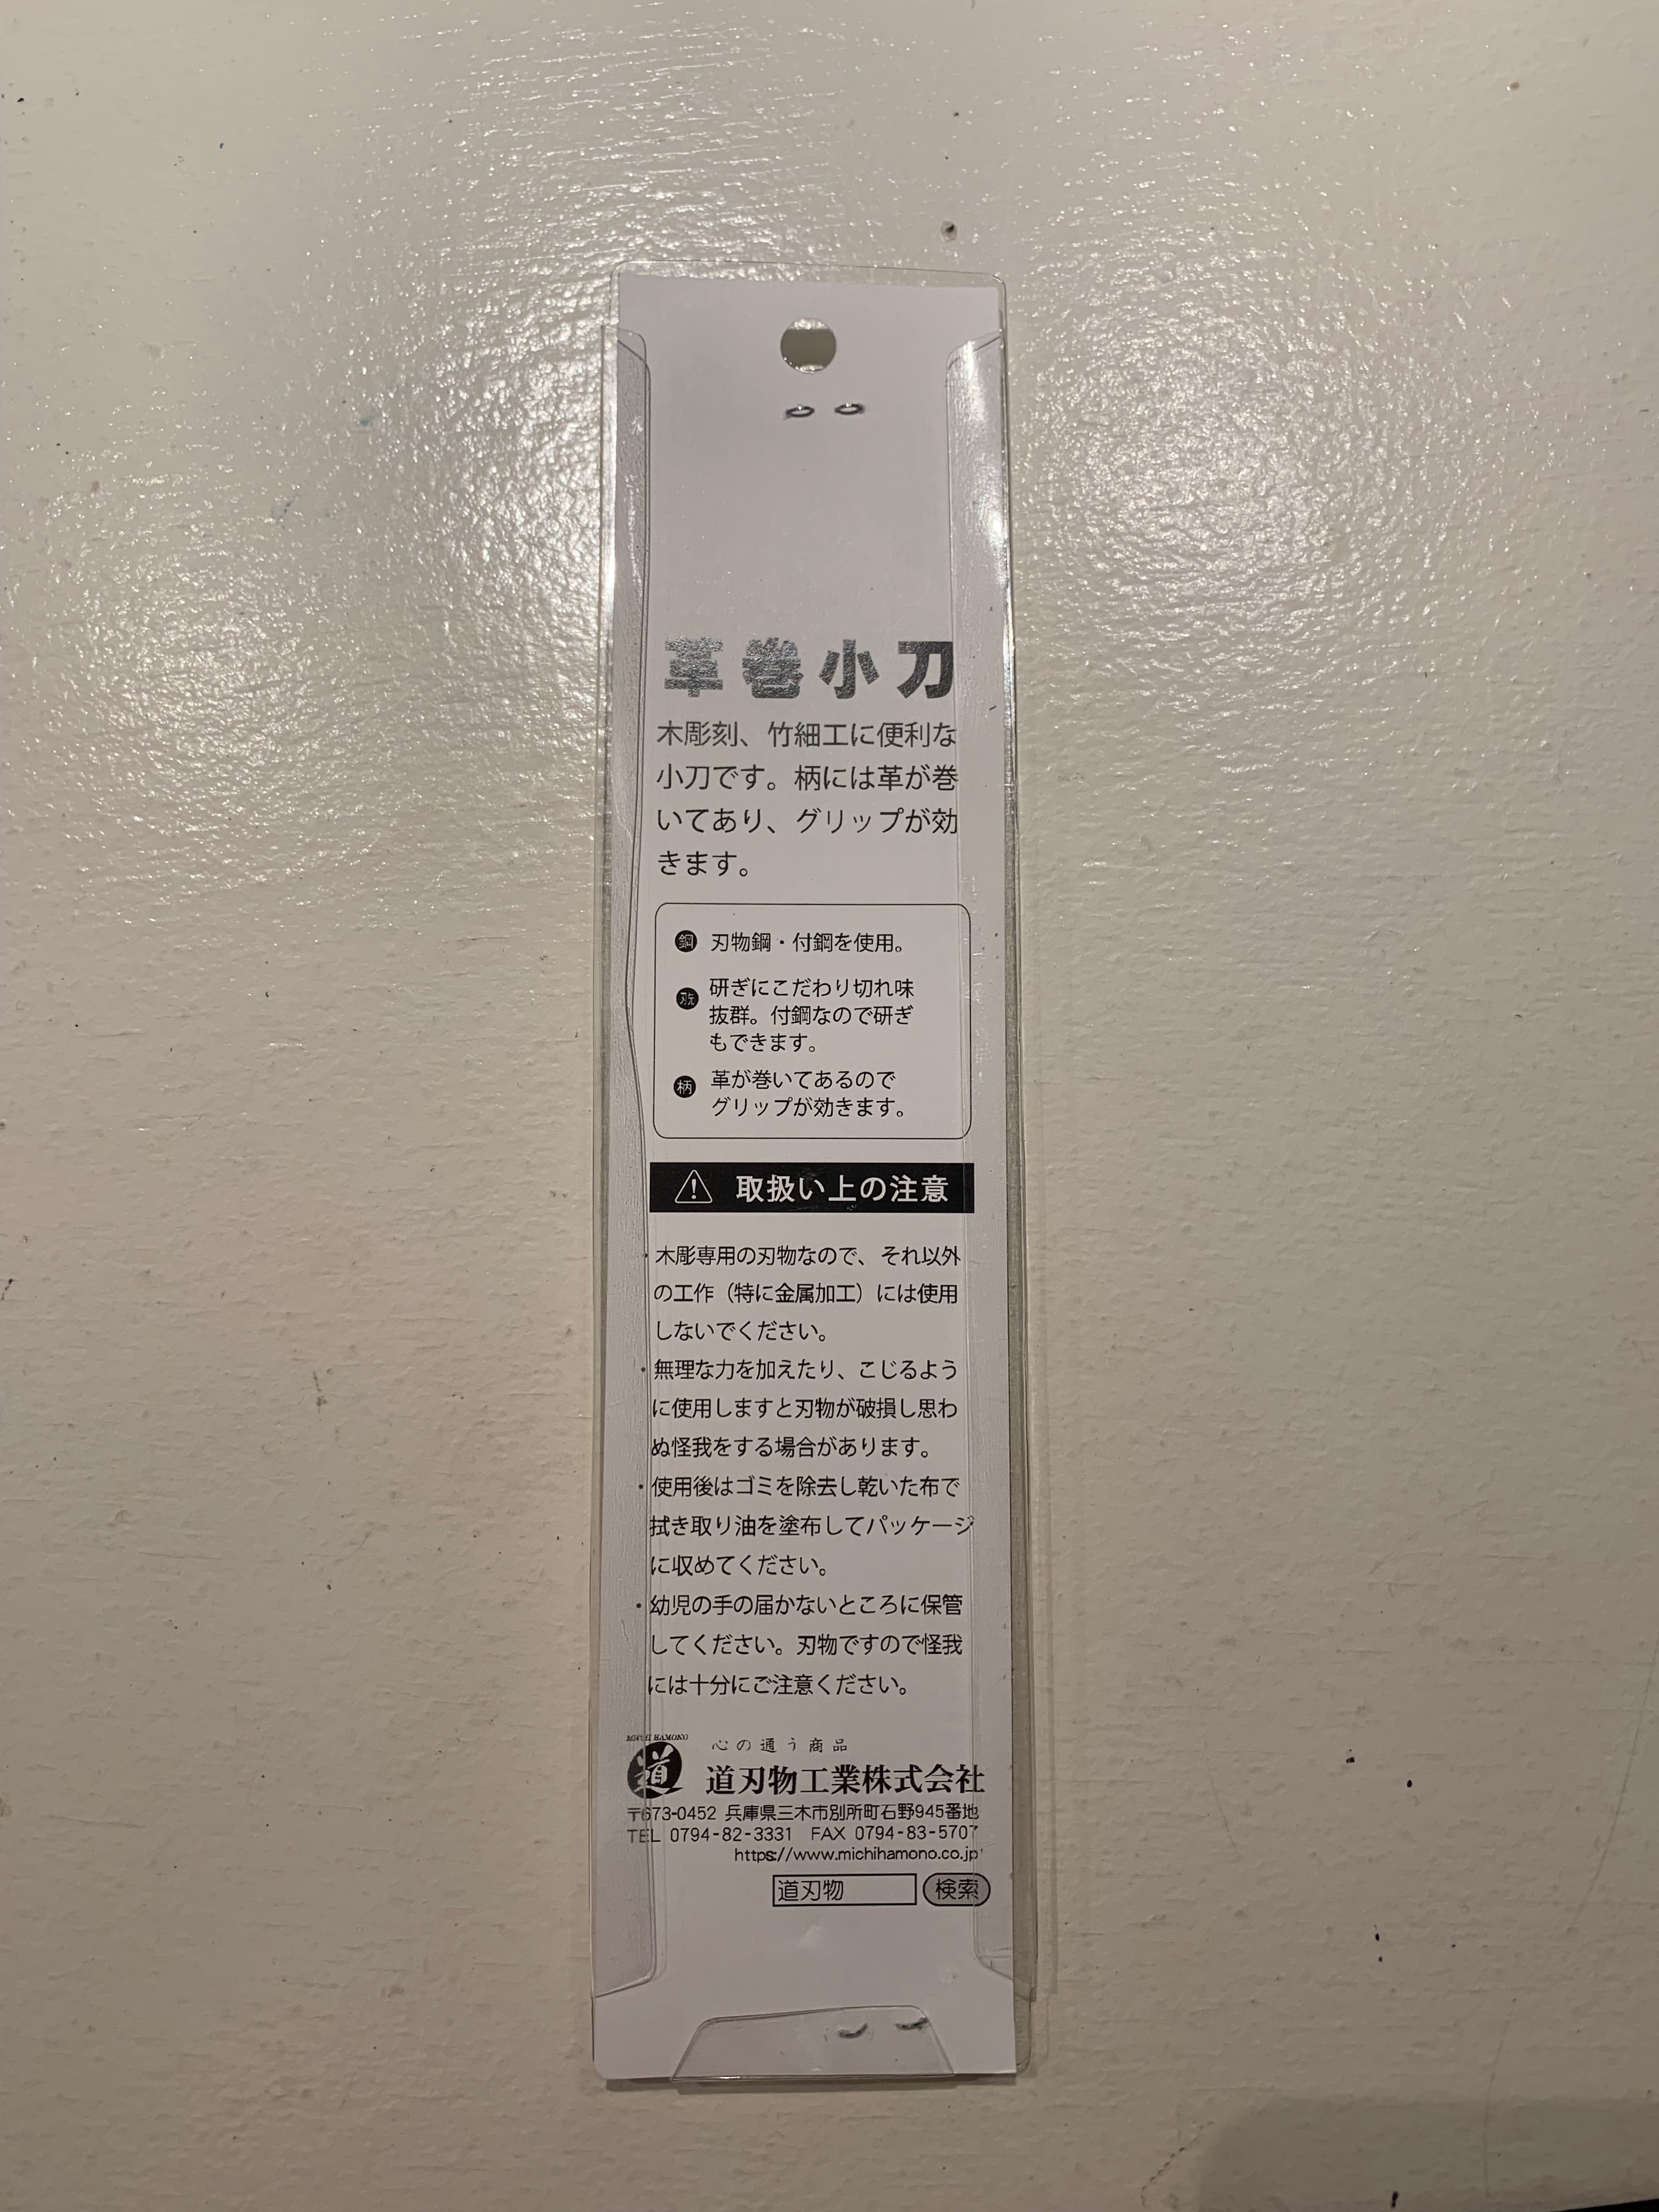 革巻小刀
木彫刻、竹細工に便利な
小刀です。柄には革が巻
いてあり、グリップが効
きます。
鋼 刃物鋼・付鋼を使用。
刃先 研ぎにこだわり切れ味
抜群。付鋼なので研ぎ
もできます。
柄 革が巻いてあるので
グリップが効きます。
取扱い上の注意
・木彫専用の刃物なので、それ以外
の工作（特に金属加工）には使用
しないでください。
・無理な力を加えたり、こじるよう
に使用しますと刃物が破損し思わ
ぬ怪我をする場合があります。
・使用後はゴミを除去し乾いた布で
拭き取り油を塗布してパッケージ
に収めてください。
・幼児の手の届かないところに保管
してください。刃物ですので怪我
には十分にご注意ください。
MICHI HAMONO
道
心の通う商品
道刃物工業株式会社
〒673-0452 兵庫県三木市別所町石野945番地
TEL 0794-82-3331 FAX 0794-83-5707
https://www.michihamono.co.jp
道刃物 検索